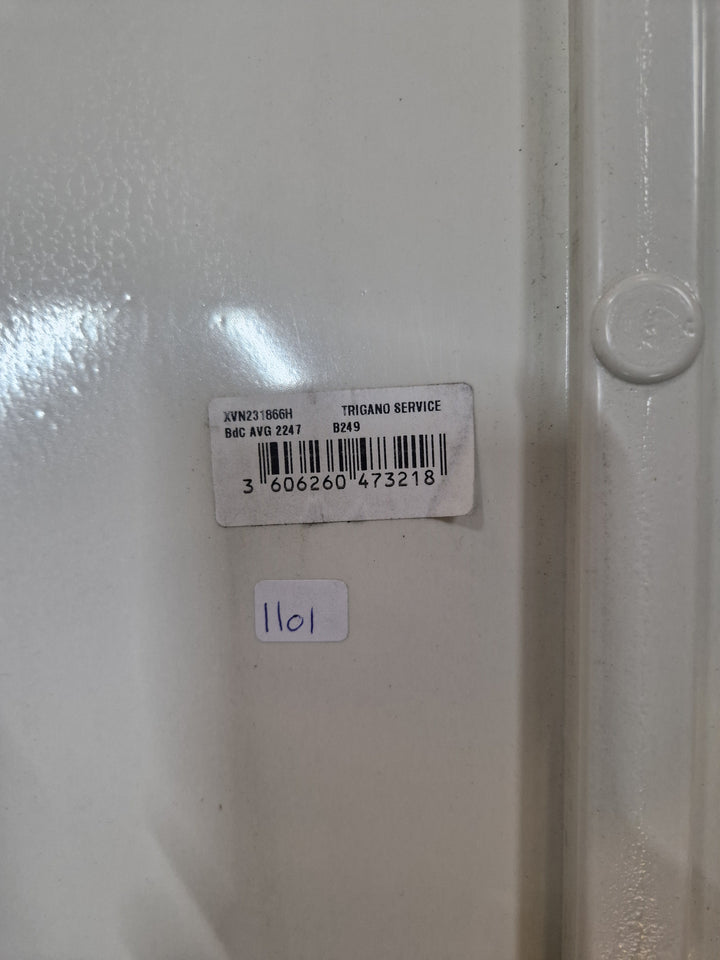 XVN231866H TRIGANO SERVICE
BdC AVG 2247 B249
3 606260 473218
1101